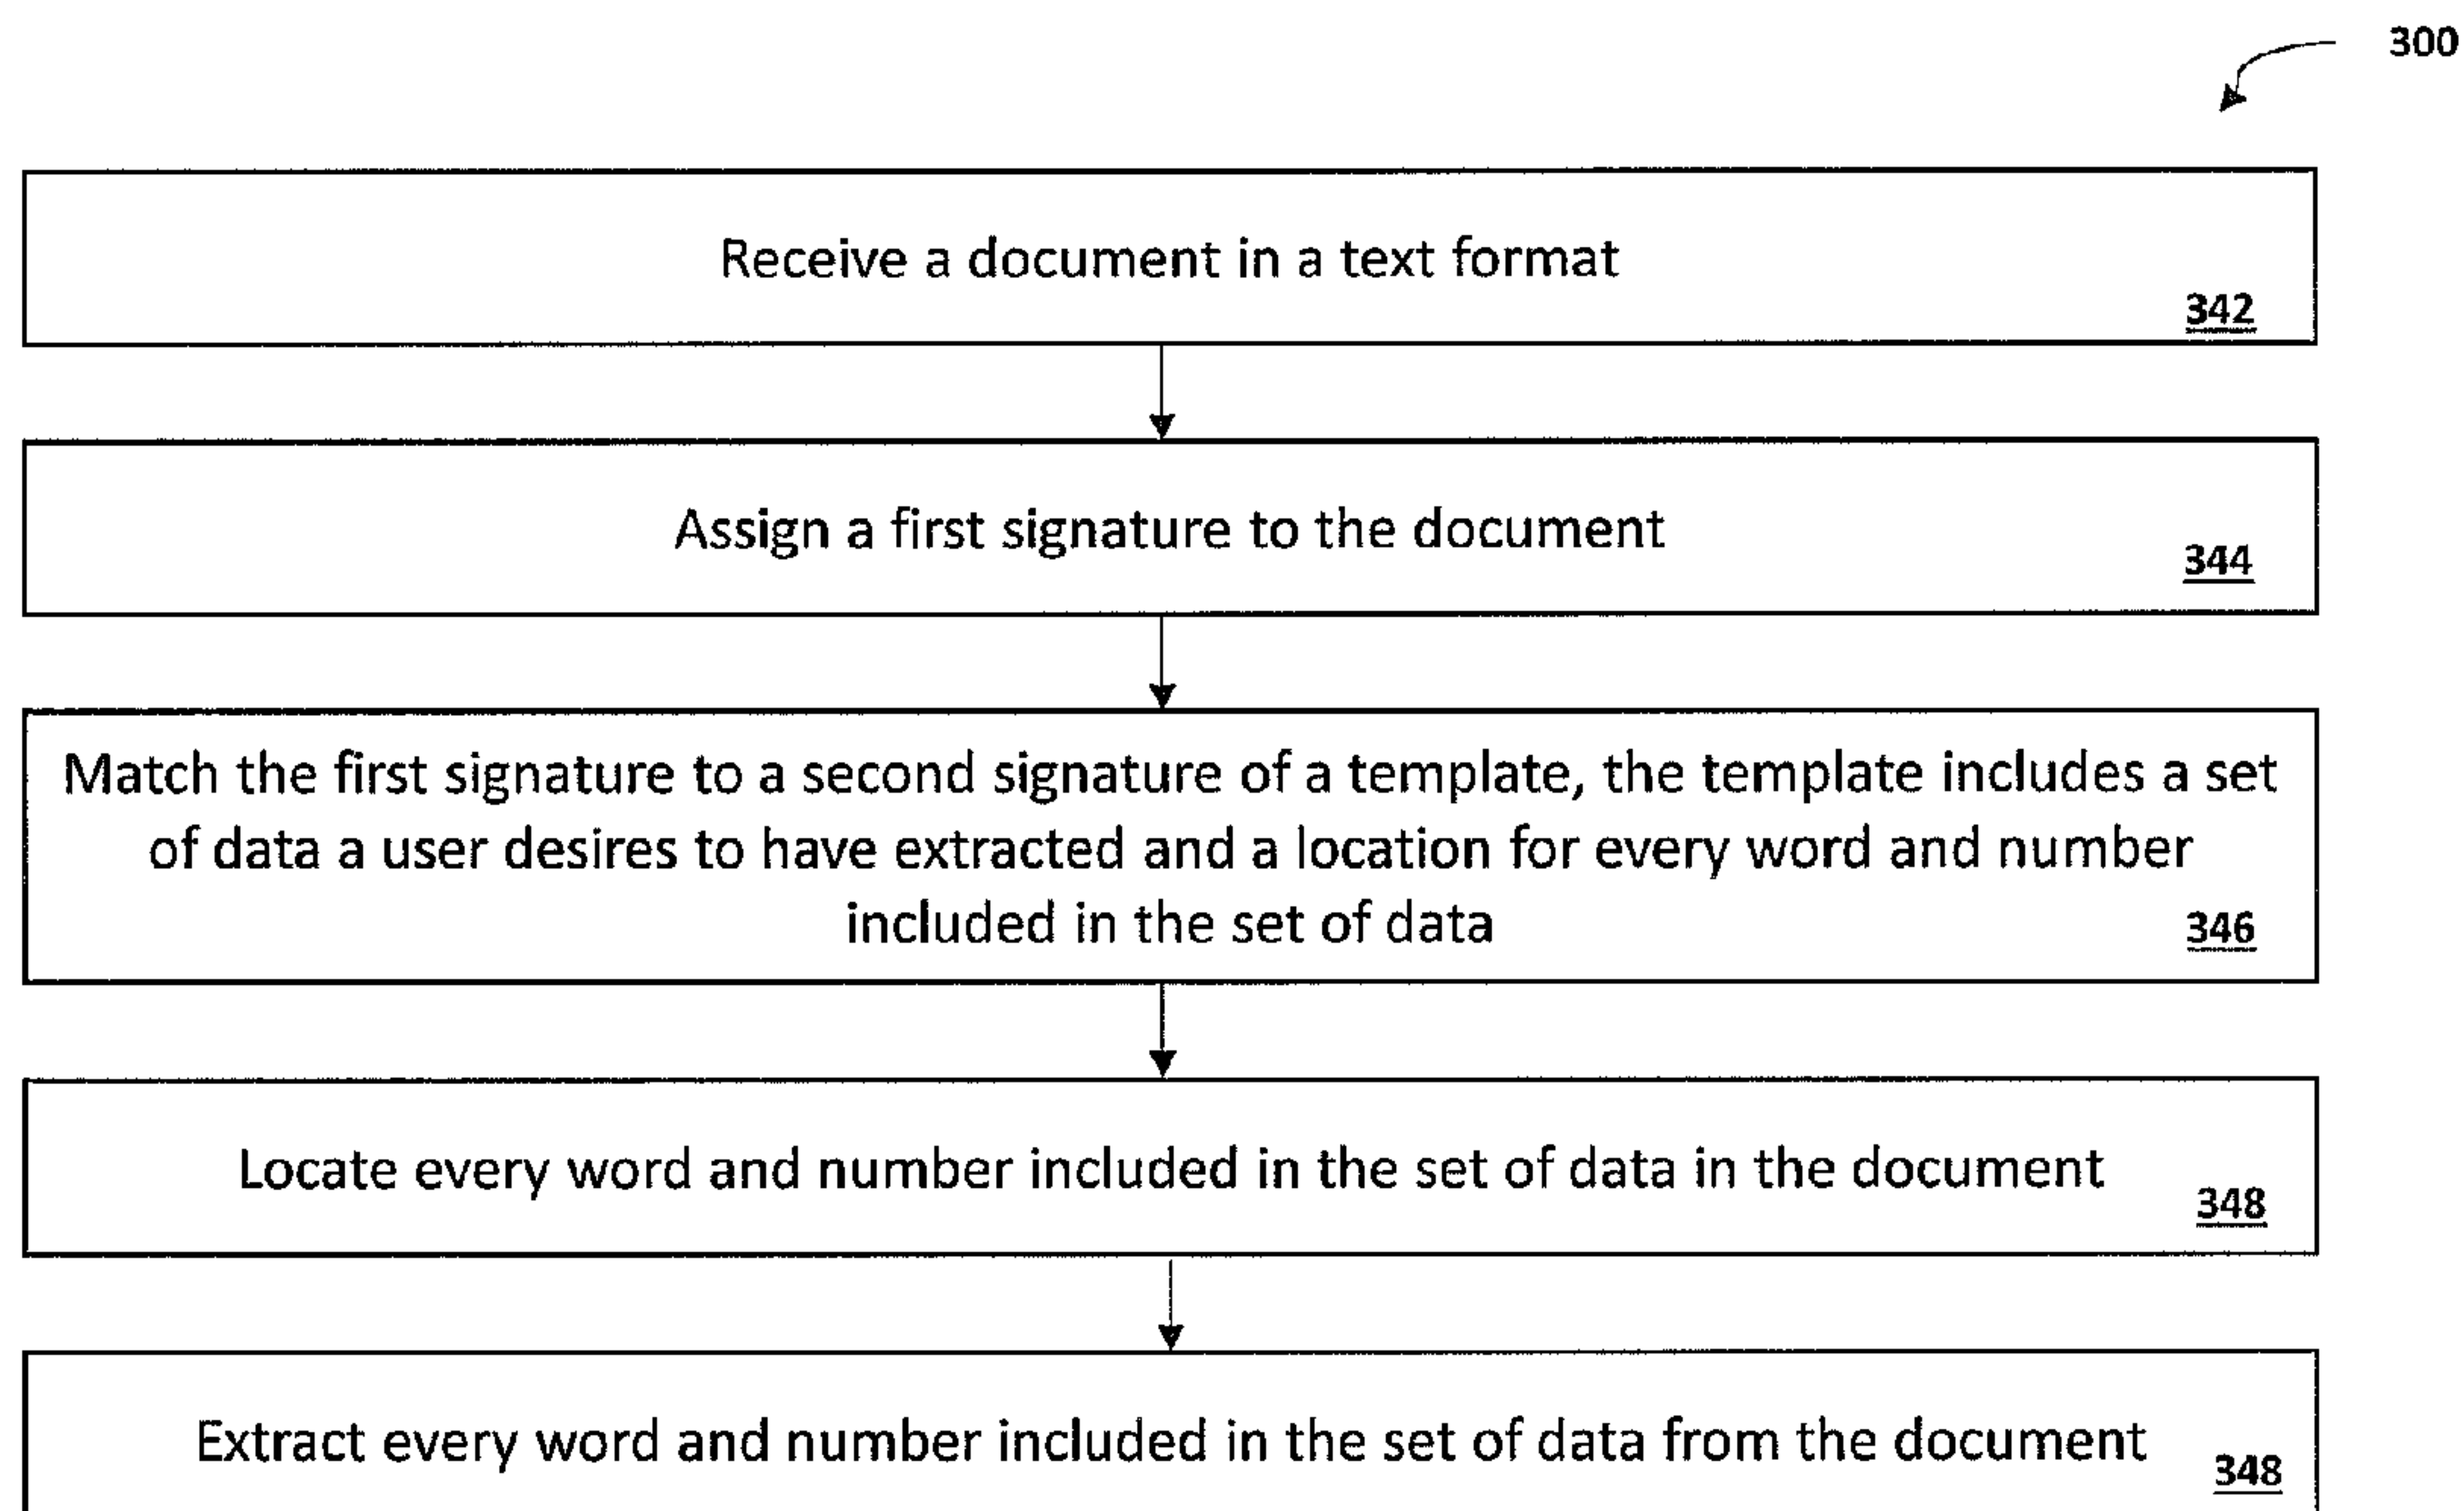 300
Receive a document in a text format
342
Assign a first signature to the document
344
Match the first signature to a second signature of a template, the template includes a set
of data a user desires to have extracted and a location for every word and number
included in the set of data
346
Locate every word and number included in the set of data in the document
348
Extract every word and number included in the set of data from the document
348